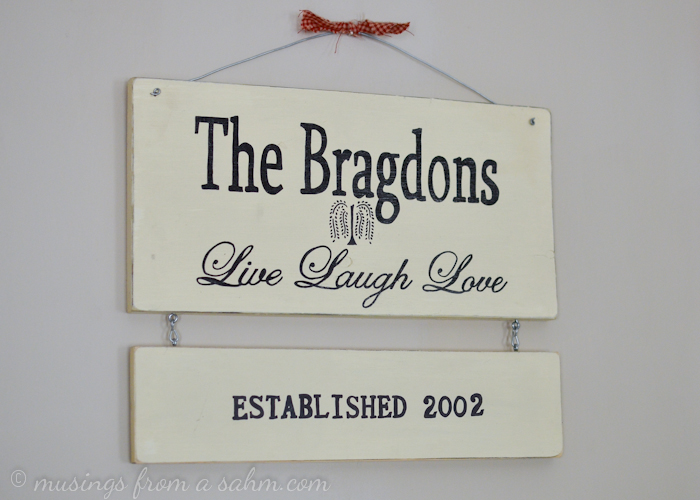 The Bragdons
Live Laugh Love
ESTABLISHED 2002
© musings from a sahm.com